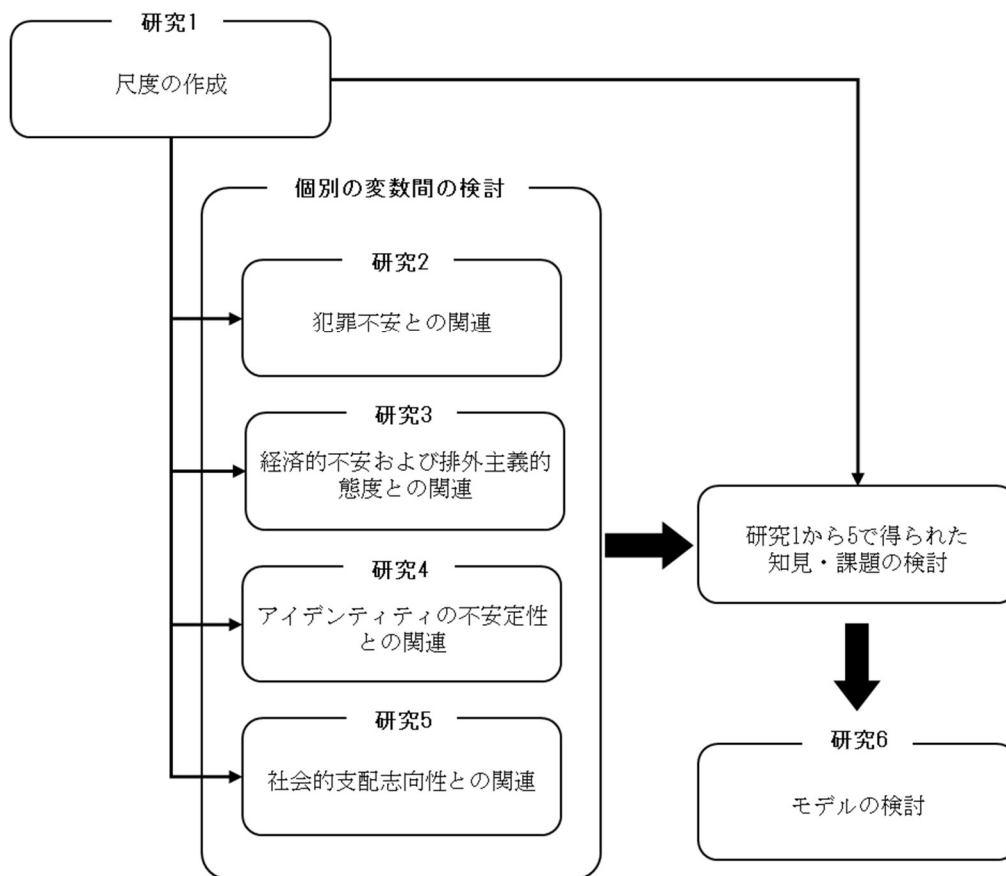 研究1
尺度の作成
個別の変数間の検討
研究2
犯罪不安との関連
研究3
経済的不安および排外主義的
態度との関連
研究4
アイデンティティの不安定性
との関連
研究5
社会的支配志向性との関連
研究1から5で得られた
知見・課題の検討
研究6
モデルの検討